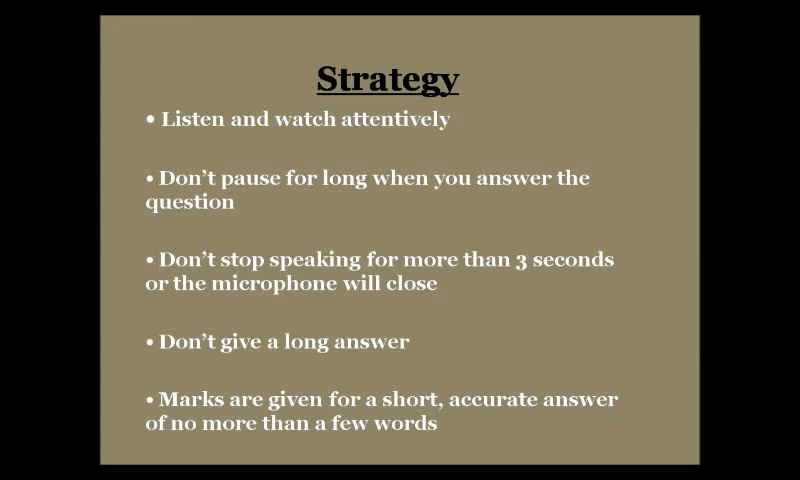 Strategy
• Listen and watch attentively
• Don’t pause for long when you answer the
question
• Don’t stop speaking for more than 3 seconds
or the microphone will close
• Don’t give a long answer
• Marks are given for a short, accurate answer
of no more than a few words